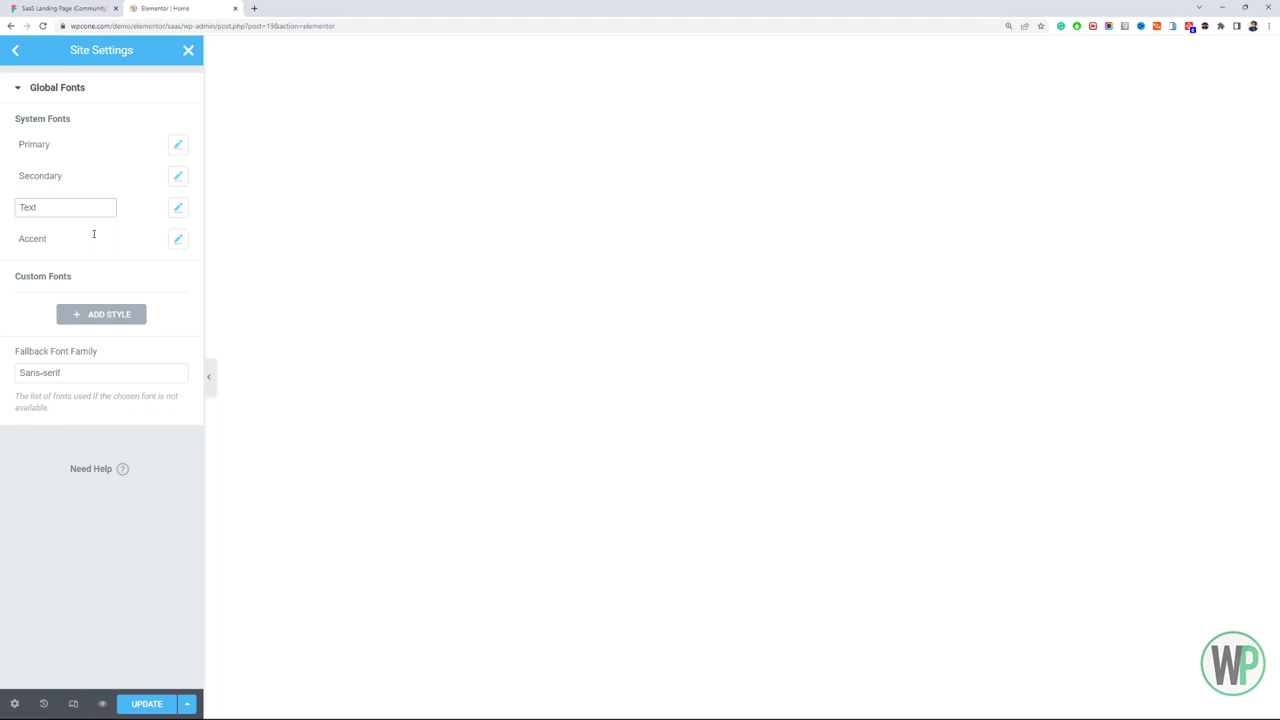 SaaS Landing Page (Community)
Elementor | Home
wpcone.com/demo/elementor/saas/wp-admin/post.php?post=19&action=elementor
Site Settings
Global Fonts
System Fonts
Primary
Secondary
Text
Accent
Custom Fonts
+ ADD STYLE
Fallback Font Family
Sans-serif
The list of fonts used if the chosen font is not
available.
Need Help ?
UPDATE
WP